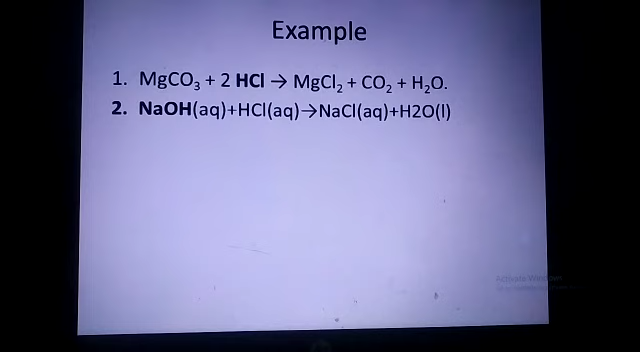 Example
1. MgCO₃ + 2 HCl → MgCl₂ + CO₂ + H₂O.
2. NaOH(aq)+HCl(aq)→NaCl(aq)+H2O(l)